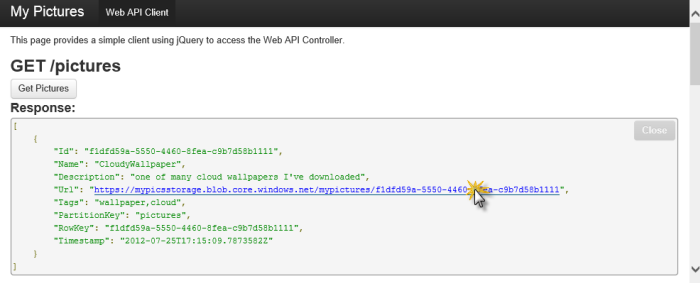 My Pictures Web API Client
This page provides a simple client using jQuery to access the Web API Controller.
GET /pictures
Get Pictures
Response:
Close
[
{
"Id": "f1dfd59a-5550-4460-8fea-c9b7d58b1111",
"Name": "CloudyWallpaper",
"Description": "one of many cloud wallpapers I've downloaded",
"Url": "https://mypicsstorage.blob.core.windows.net/mypictures/f1dfd59a-5550-4460-8fea-c9b7d58b1111",
"Tags": "wallpaper,cloud",
"PartitionKey": "pictures",
"RowKey": "f1dfd59a-5550-4460-8fea-c9b7d58b1111",
"Timestamp": "2012-07-25T17:15:09.7873582Z"
}
]